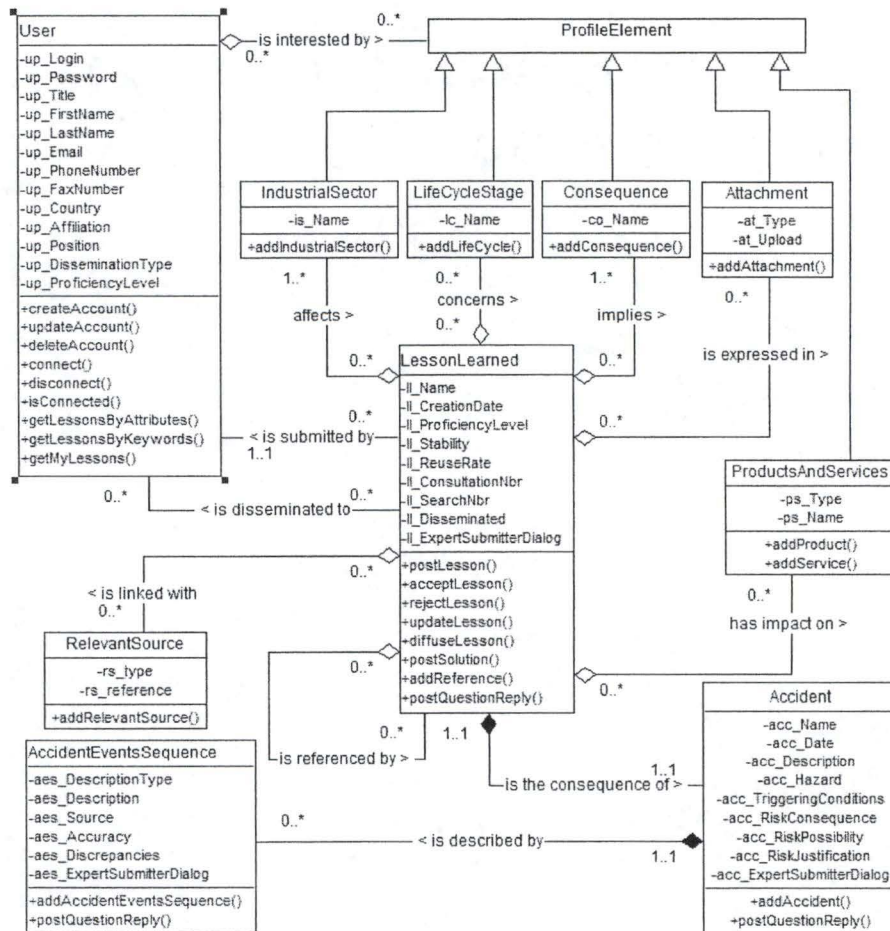 User
-up_Login
-up_Password
-up_Title
-up_FirstName
-up_LastName
-up_Email
-up_PhoneNumber
-up_FaxNumber
-up_Country
-up_Affiliation
-up_Position
-up_DisseminationType
-up_ProficiencyLevel
+createAccount()
+updateAccount()
+deleteAccount()
+connect()
+disconnect()
+isConnected()
+getLessonsByAttributes()
+getLessonsByKeywords()
+getMyLessons()
0..*
is interested by >
0..*
ProfileElement
IndustrialSector
-is_Name
+addIndustrialSector()
LifeCycleStage
-lc_Name
+addLifeCycle()
Consequence
-co_Name
+addConsequence()
Attachment
-at_Type
-at_Upload
+addAttachment()
1..*
affects >
0..*
0..*
concerns >
0..*
1..*
implies >
0..*
0..*
is expressed in >
0..*
LessonLearned
-ll_Name
-ll_CreationDate
-ll_ProficiencyLevel
-ll_Stability
-ll_ReuseRate
-ll_ConsultationNbr
-ll_SearchNbr
-ll_Disseminated
-ll_ExpertSubmitterDialog
+postLesson()
+acceptLesson()
+rejectLesson()
+updateLesson()
+diffuseLesson()
+postSolution()
+addReference()
+postQuestionReply()
0..*
< is submitted by
1..1
0..*
0..*
< is disseminated to
ProductsAndServices
-ps_Type
-ps_Name
+addProduct()
+addService()
0..*
has impact on >
0..*
0..*
< is linked with
0..*
RelevantSource
-rs_type
-rs_reference
+addRelevantSource()
0..*
0..*
is referenced by >
1..1
is the consequence of >
1..1
Accident
-acc_Name
-acc_Date
-acc_Description
-acc_Hazard
-acc_TriggeringConditions
-acc_RiskConsequence
-acc_RiskPossibility
-acc_RiskJustification
-acc_ExpertSubmitterDialog
+addAccident()
+postQuestionReply()
AccidentEventsSequence
-aes_DescriptionType
-aes_Description
-aes_Source
-aes_Accuracy
-aes_Discrepancies
-aes_ExpertSubmitterDialog
+addAccidentEventsSequence()
+postQuestionReply()
0..*
< is described by
1..1